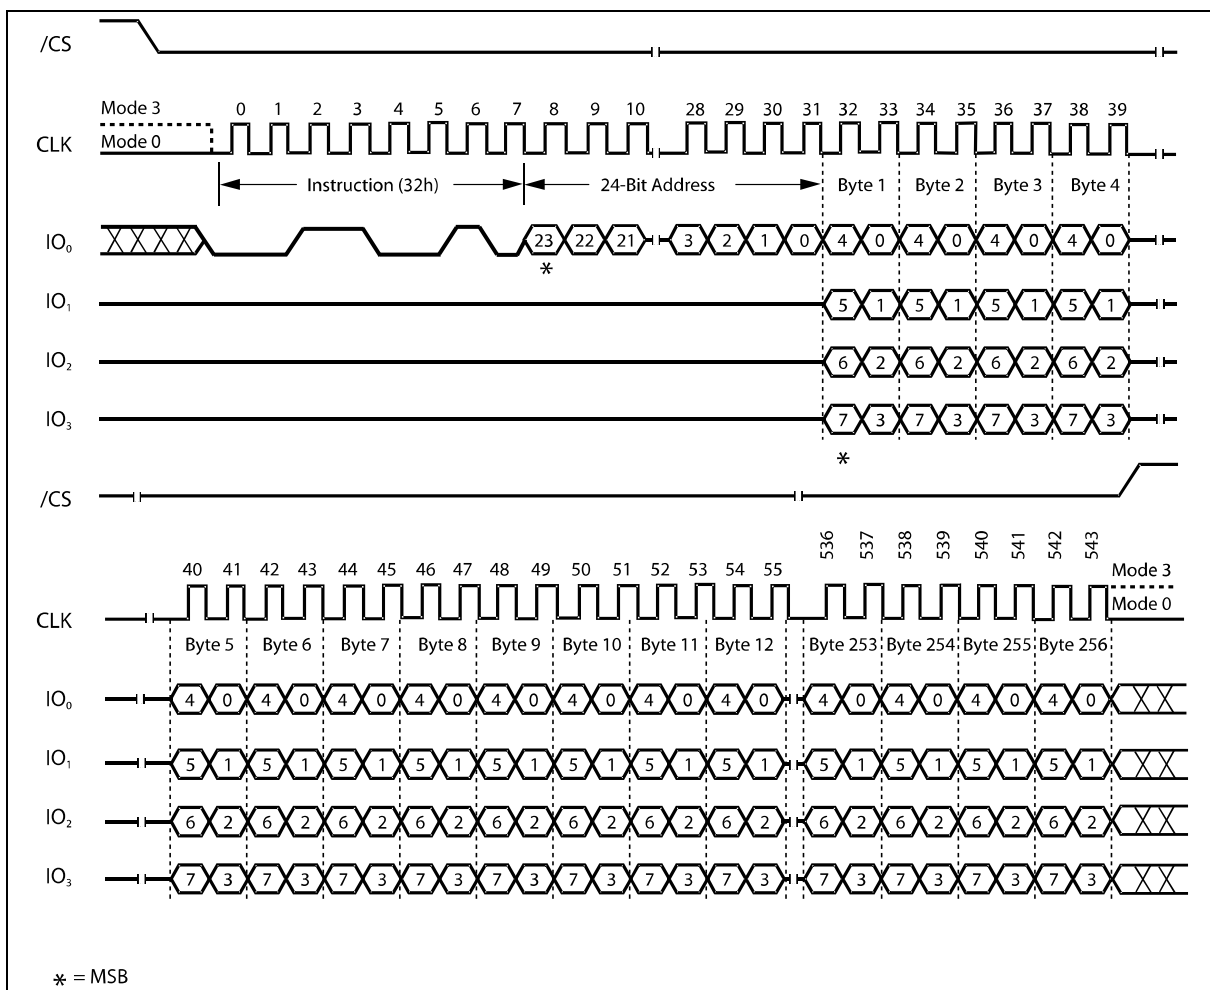 /CS
Mode 3
0 1 2 3 4 5 6 7 8 9 10 28 29 30 31 32 33 34 35 36 37 38 39
CLK
Mode 0
Instruction (32h) 24-Bit Address Byte 1 Byte 2 Byte 3 Byte 4
IO₀ 23 22 21 3 2 1 0 4 0 4 0 4 0 4 0
*
IO₁ 5 1 5 1 5 1 5 1
IO₂ 6 2 6 2 6 2 6 2
IO₃ 7 3 7 3 7 3 7 3
*
/CS
536 537 538 539 540 541 542 543
40 41 42 43 44 45 46 47 48 49 50 51 52 53 54 55 Mode 3
CLK Mode 0
Byte 5 Byte 6 Byte 7 Byte 8 Byte 9 Byte 10 Byte 11 Byte 12 Byte 253 Byte 254 Byte 255 Byte 256
IO₀ 4 0 4 0 4 0 4 0 4 0 4 0 4 0 4 0 4 0 4 0 4 0 4 0
IO₁ 5 1 5 1 5 1 5 1 5 1 5 1 5 1 5 1 5 1 5 1 5 1 5 1
IO₂ 6 2 6 2 6 2 6 2 6 2 6 2 6 2 6 2 6 2 6 2 6 2 6 2
IO₃ 7 3 7 3 7 3 7 3 7 3 7 3 7 3 7 3 7 3 7 3 7 3 7 3
* = MSB